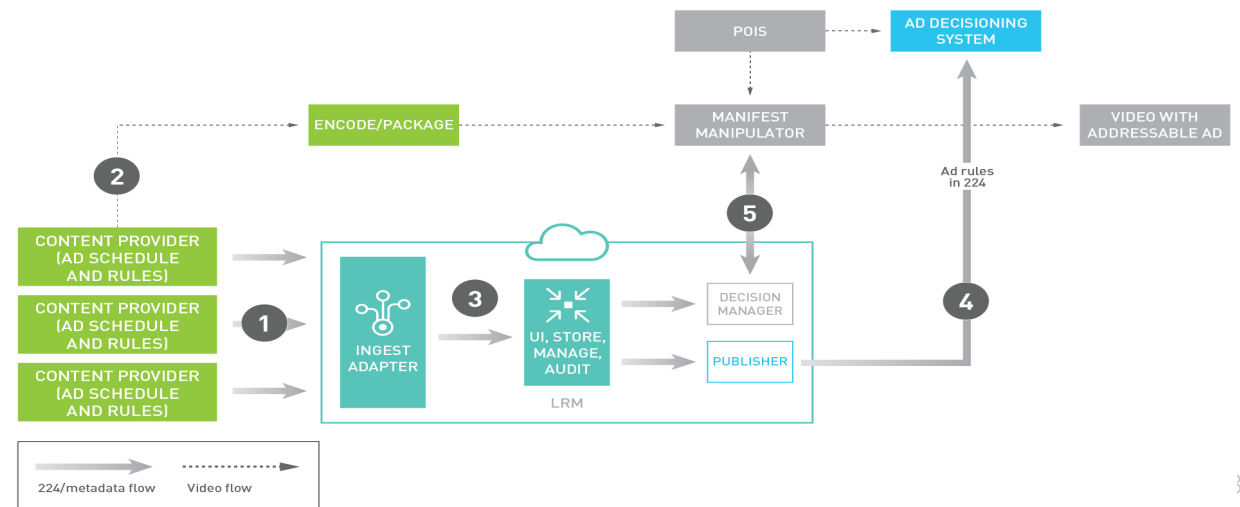 POIS
AD DECISIONING
SYSTEM
ENCODE/PACKAGE
MANIFEST
MANIPULATOR
VIDEO WITH
ADDRESSABLE AD
2
Ad rules
in 224
5
CONTENT PROVIDER
(AD SCHEDULE
AND RULES)
CONTENT PROVIDER
(AD SCHEDULE
AND RULES)
CONTENT PROVIDER
(AD SCHEDULE
AND RULES)
1
INGEST
ADAPTER
3
UI, STORE,
MANAGE,
AUDIT
LRM
DECISION
MANAGER
PUBLISHER
4
224/metadata flow
Video flow